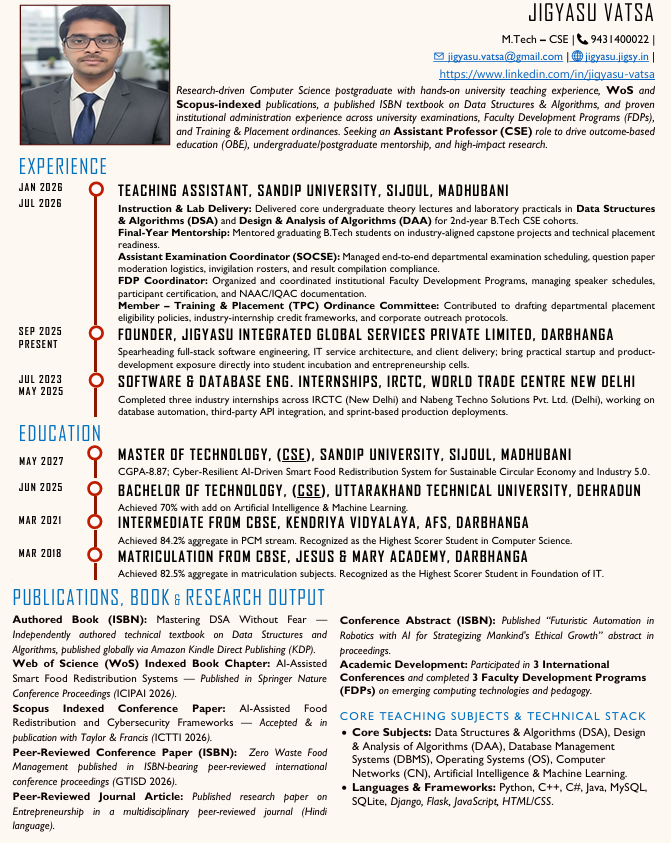 JIGYASU VATSA
M.Tech – CSE | 9431400022 |
jigyasu.vatsa@gmail.com | jigyasu.jigsy.in |
https://www.linkedin.com/in/jigyasu-vatsa
Research-driven Computer Science postgraduate with hands-on university teaching experience, WoS and
Scopus-indexed publications, a published ISBN textbook on Data Structures & Algorithms, and proven
institutional administration experience across university examinations, Faculty Development Programs (FDPs),
and Training & Placement ordinances. Seeking an Assistant Professor (CSE) role to drive outcome-based
education (OBE), undergraduate/postgraduate mentorship, and high-impact research.
EXPERIENCE
JAN 2026
JUL 2026
TEACHING ASSISTANT, SANDIP UNIVERSITY, SIJOUL, MADHUBANI
Instruction & Lab Delivery: Delivered core undergraduate theory lectures and laboratory practicals in Data Structures
& Algorithms (DSA) and Design & Analysis of Algorithms (DAA) for 2nd-year B.Tech CSE cohorts.
Final-Year Mentorship: Mentored graduating B.Tech students on industry-aligned capstone projects and technical placement
readiness.
Assistant Examination Coordinator (SOCSE): Managed end-to-end departmental examination scheduling, question paper
moderation logistics, invigilation rosters, and result compilation compliance.
FDP Coordinator: Organized and coordinated institutional Faculty Development Programs, managing speaker schedules,
participant certification, and NAAC/IQAC documentation.
Member – Training & Placement (TPC) Ordinance Committee: Contributed to drafting departmental placement
eligibility policies, industry-internship credit frameworks, and corporate outreach protocols.
SEP 2025
PRESENT
FOUNDER, JIGYASU INTEGRATED GLOBAL SERVICES PRIVATE LIMITED, DARBHANGA
Spearheading full-stack software engineering, IT service architecture, and client delivery; bring practical startup and product-
development exposure directly into student incubation and entrepreneurship cells.
JUL 2023
MAY 2025
SOFTWARE & DATABASE ENG. INTERNSHIPS, IRCTC, WORLD TRADE CENTRE NEW DELHI
Completed three industry internships across IRCTC (New Delhi) and Nabeng Techno Solutions Pvt. Ltd. (Delhi), working on
database automation, third-party API integration, and sprint-based production deployments.
EDUCATION
MAY 2027
MASTER OF TECHNOLOGY, (CSE), SANDIP UNIVERSITY, SIJOUL, MADHUBANI
CGPA-8.87; Cyber-Resilient AI-Driven Smart Food Redistribution System for Sustainable Circular Economy and Industry 5.0.
JUN 2025
BACHELOR OF TECHNOLOGY, (CSE), UTTARAKHAND TECHNICAL UNIVERSITY, DEHRADUN
Achieved 70% with add on Artificial Intelligence & Machine Learning.
MAR 2021
INTERMEDIATE FROM CBSE, KENDRIYA VIDYALAYA, AFS, DARBHANGA
Achieved 84.2% aggregate in PCM stream. Recognized as the Highest Scorer Student in Computer Science.
MAR 2018
MATRICULATION FROM CBSE, JESUS & MARY ACADEMY, DARBHANGA
Achieved 82.5% aggregate in matriculation subjects. Recognized as the Highest Scorer Student in Foundation of IT.
PUBLICATIONS, BOOK & RESEARCH OUTPUT
Authored Book (ISBN): Mastering DSA Without Fear —
Independently authored technical textbook on Data Structures and
Algorithms, published globally via Amazon Kindle Direct Publishing (KDP).
Web of Science (WoS) Indexed Book Chapter: AI-Assisted
Smart Food Redistribution Systems — Published in Springer Nature
Conference Proceedings (ICIPAI 2026).
Scopus Indexed Conference Paper: AI-Assisted Food
Redistribution and Cybersecurity Frameworks — Accepted & in
publication with Taylor & Francis (ICTTI 2026).
Peer-Reviewed Conference Paper (ISBN): Zero Waste Food
Management published in ISBN-bearing peer-reviewed international
conference proceedings (GTISD 2026).
Peer-Reviewed Journal Article: Published research paper on
Entrepreneurship in a multidisciplinary peer-reviewed journal (Hindi
language).
Conference Abstract (ISBN): Published “Futuristic Automation in
Robotics with AI for Strategizing Mankind's Ethical Growth” abstract in
proceedings.
Academic Development: Participated in 3 International
Conferences and completed 3 Faculty Development Programs
(FDPs) on emerging computing technologies and pedagogy.
CORE TEACHING SUBJECTS & TECHNICAL STACK
• Core Subjects: Data Structures & Algorithms (DSA), Design
& Analysis of Algorithms (DAA), Database Management
Systems (DBMS), Operating Systems (OS), Computer
Networks (CN), Artificial Intelligence & Machine Learning.
• Languages & Frameworks: Python, C++, C#, Java, MySQL,
SQLite, Django, Flask, JavaScript, HTML/CSS.